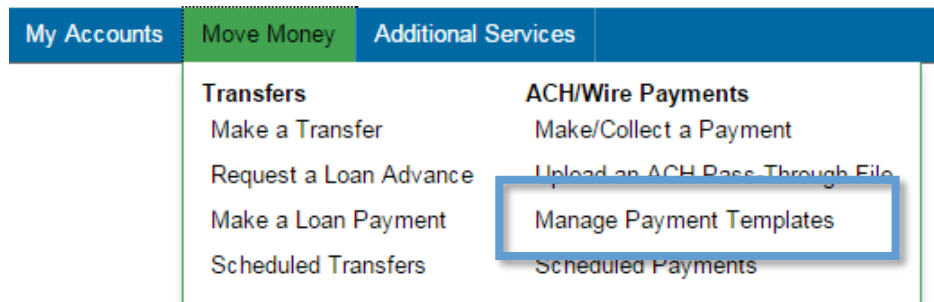 My Accounts Move Money Additional Services
Transfers
Make a Transfer
Request a Loan Advance
Make a Loan Payment
Scheduled Transfers
ACH/Wire Payments
Make/Collect a Payment
Upload an ACH Pass-Through File
Manage Payment Templates
Scheduled Payments